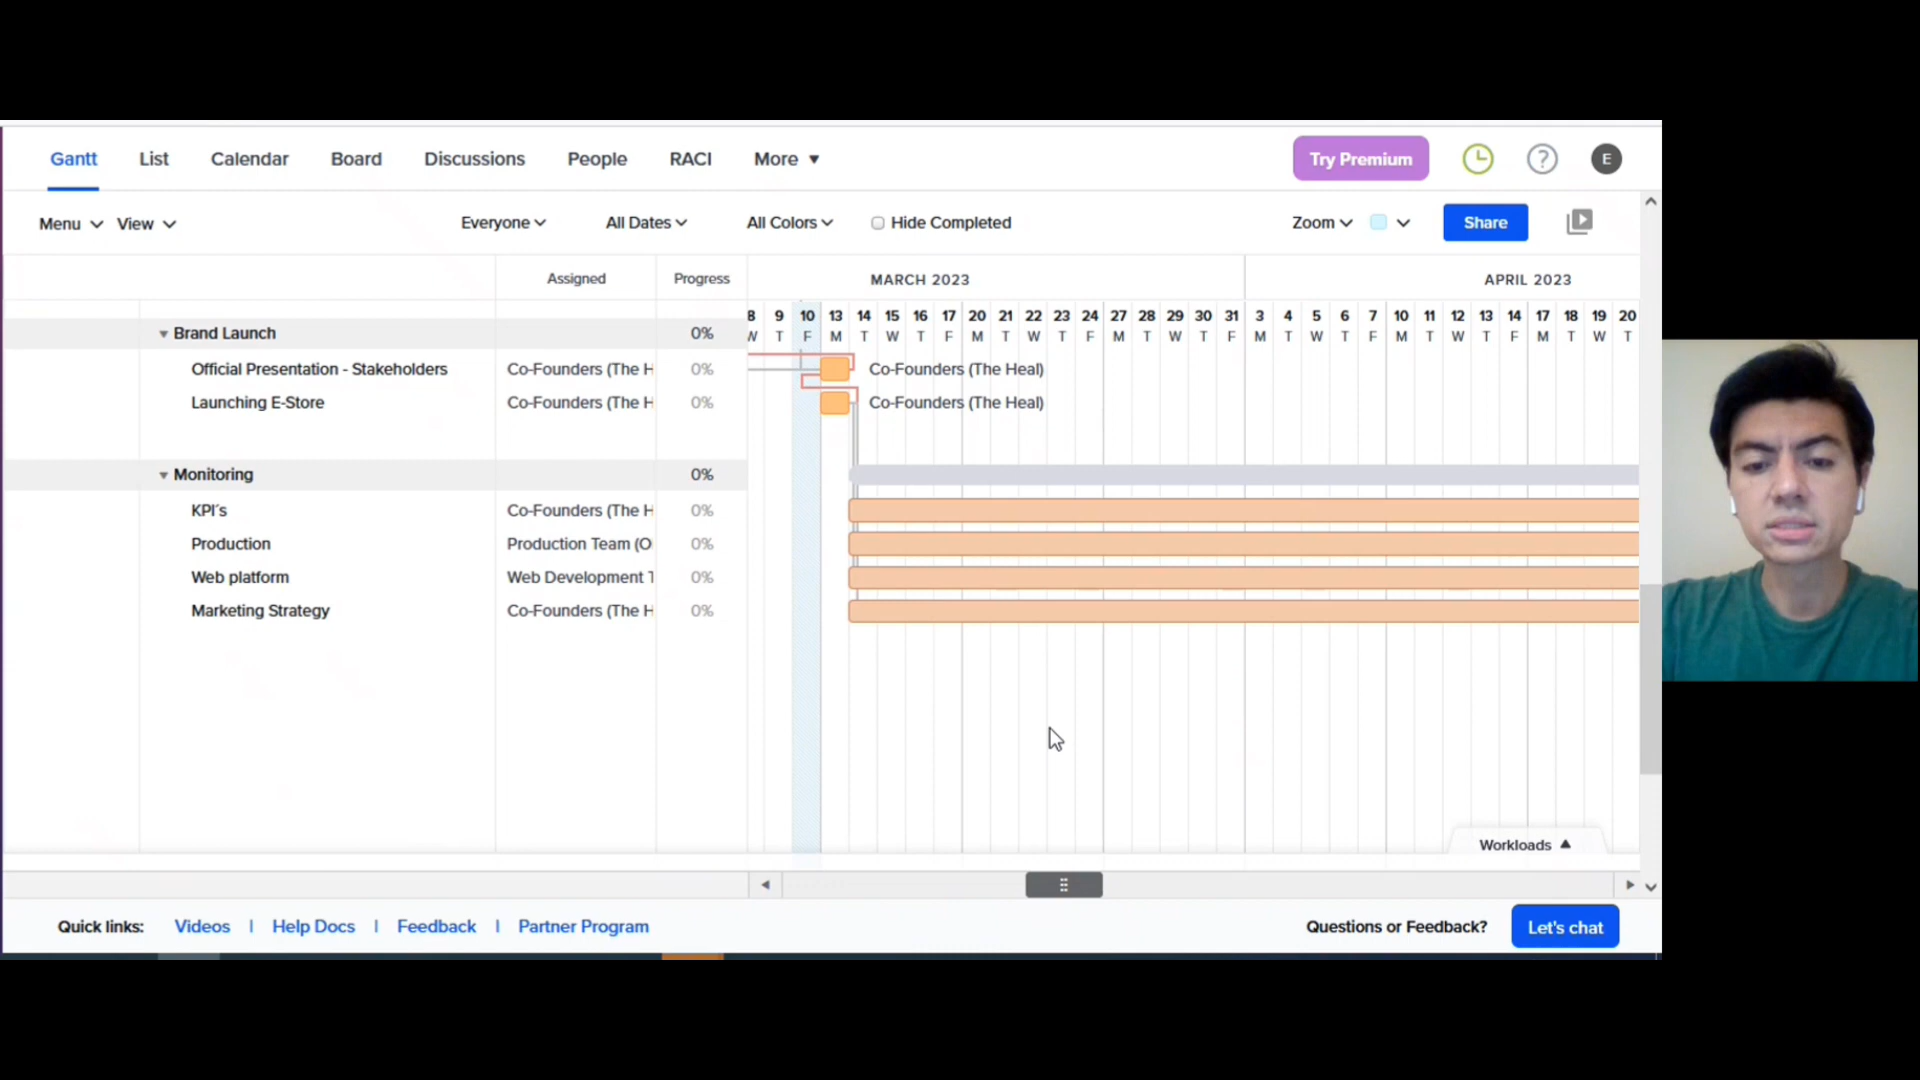 Gantt List Calendar Board Discussions People RACI More ▼ Try Premium ? E
Menu View Everyone All Dates All Colors Hide Completed Zoom Share
Assigned Progress MARCH 2023 APRIL 2023
8 9 10 13 14 15 16 17 20 21 22 23 24 27 28 29 30 31 3 4 5 6 7 10 11 12 13 14 17 18 19 20
W T F M T W T F M T W T F M T W T F M T W T F M T W T F M T W T
Brand Launch 0%
Official Presentation - Stakeholders Co-Founders (The H 0% Co-Founders (The Heal)
Launching E-Store Co-Founders (The H 0% Co-Founders (The Heal)
Monitoring 0%
KPI´s Co-Founders (The H 0%
Production Production Team (O 0%
Web platform Web Development T 0%
Marketing Strategy Co-Founders (The H 0%
Workloads ▲
Quick links: Videos | Help Docs | Feedback | Partner Program Questions or Feedback? Let's chat